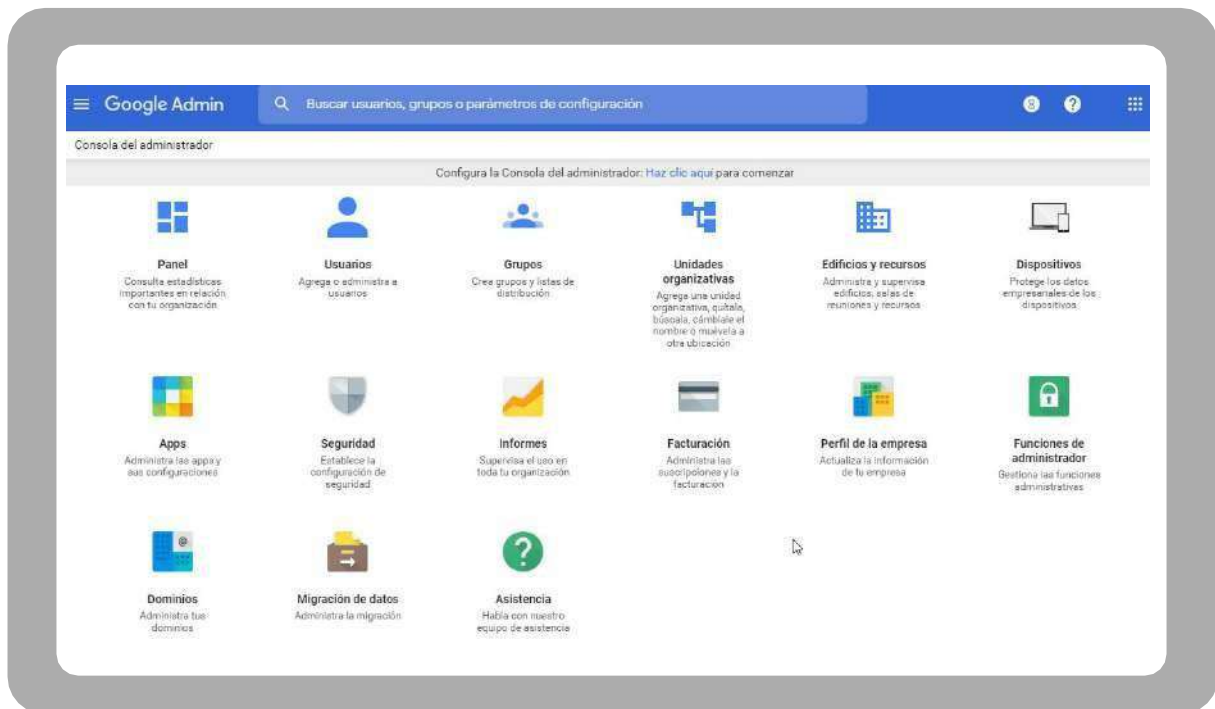 Google Admin
Buscar usuarios, grupos o parámetros de configuración
Consola del administrador
Configura la Consola del administrador: Haz clic aquí para comenzar
Panel
Consulta estadísticas
importantes en relación
con tu organización
Usuarios
Agrega o administra a
usuarios
Grupos
Crea grupos y listas de
distribución
Unidades
organizativas
Agrega una unidad
organizativa, quítala,
búscala, cámbiale el
nombre o muévela a
otra ubicación
Edificios y recursos
Administra y supervisa
edificios, salas de
reuniones y recursos
Dispositivos
Protege los datos
empresariales de los
dispositivos
Apps
Administra las apps y
sus configuraciones
Seguridad
Establece la
configuración de
seguridad
Informes
Supervisa el uso en
toda tu organización
Facturación
Administra las
suscripciones y la
facturación
Perfil de la empresa
Actualiza la información
de tu empresa
Funciones de
administrador
Gestiona las funciones
administrativas
Dominios
Administra tus
dominios
Migración de datos
Administra la migración
Asistencia
Habla con nuestro
equipo de asistencia